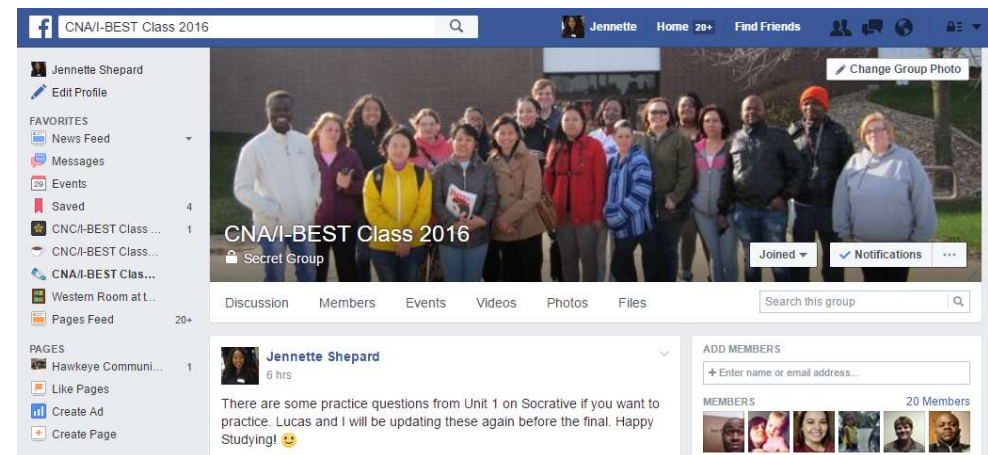 f
CNA/I-BEST Class 2016
Jennette
Home 20+
Find Friends
Jennette Shepard
Edit Profile
FAVORITES
News Feed
Messages
29 Events
Saved 4
CNC/I-BEST Class ... 1
CNC/I-BEST Class...
CNA/I-BEST Clas...
Western Room at t...
Pages Feed 20+
PAGES
Hawkeye Communi... 1
Like Pages
Create Ad
Create Page
Change Group Photo
CNA/I-BEST Class 2016
Secret Group
Joined
Notifications
...
Discussion Members Events Videos Photos Files
Search this group
Jennette Shepard
6 hrs
There are some practice questions from Unit 1 on Socrative if you want to
practice. Lucas and I will be updating these again before the final. Happy
Studying! 🙂
ADD MEMBERS
+ Enter name or email address...
MEMBERS 20 Members